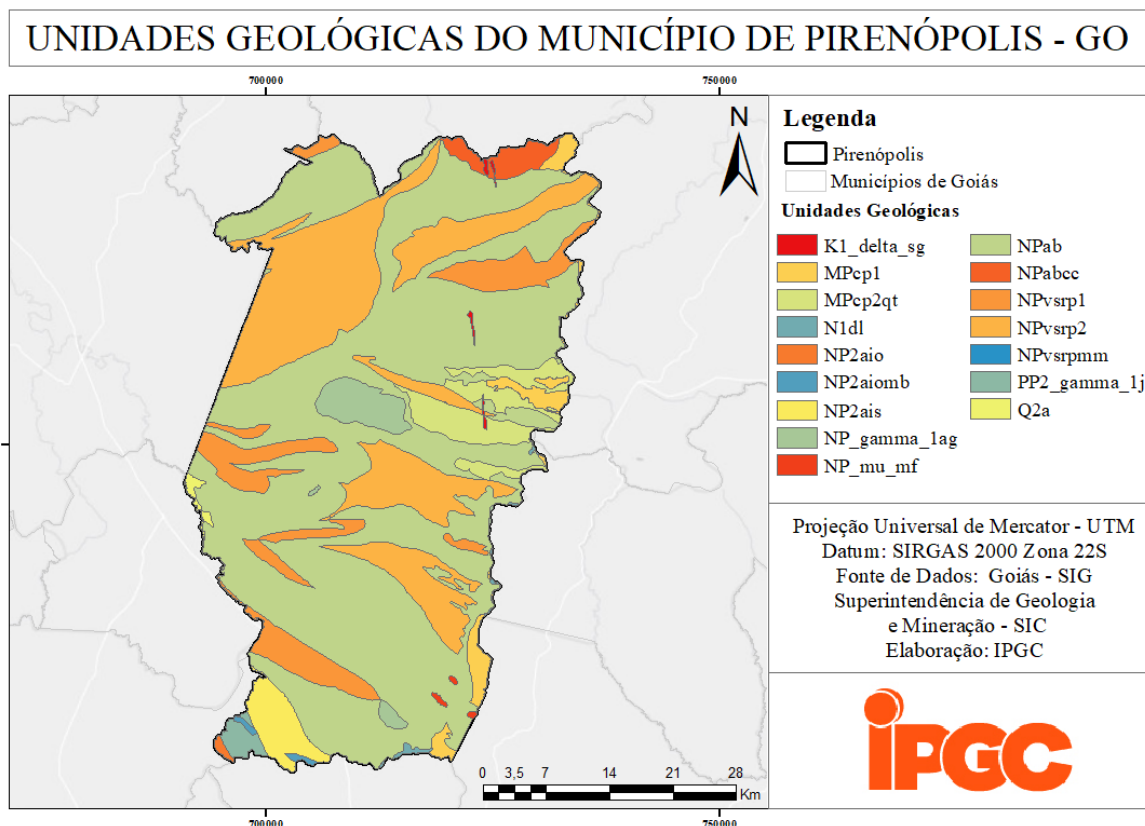 UNIDADES GEOLÓGICAS DO MUNICÍPIO DE PIRENÓPOLIS - GO
700000
750000
N
Legenda
Pirenópolis
Municípios de Goiás
Unidades Geológicas
K1_delta_sg
MPcp1
MPcp2qt
N1dl
NP2aio
NP2aiomb
NP2ais
NP_gamma_1ag
NP_mu_mf
NPab
NPabcc
NPvsrp1
NPvsrp2
NPvsrpmm
PP2_gamma_1j
Q2a
Projeção Universal de Mercator - UTM
Datum: SIRGAS 2000 Zona 22S
Fonte de Dados: Goiás - SIG
Superintendência de Geologia
e Mineração - SIC
Elaboração: IPGC
0 3,5 7 14 21 28
Km
iPGC
700000
750000